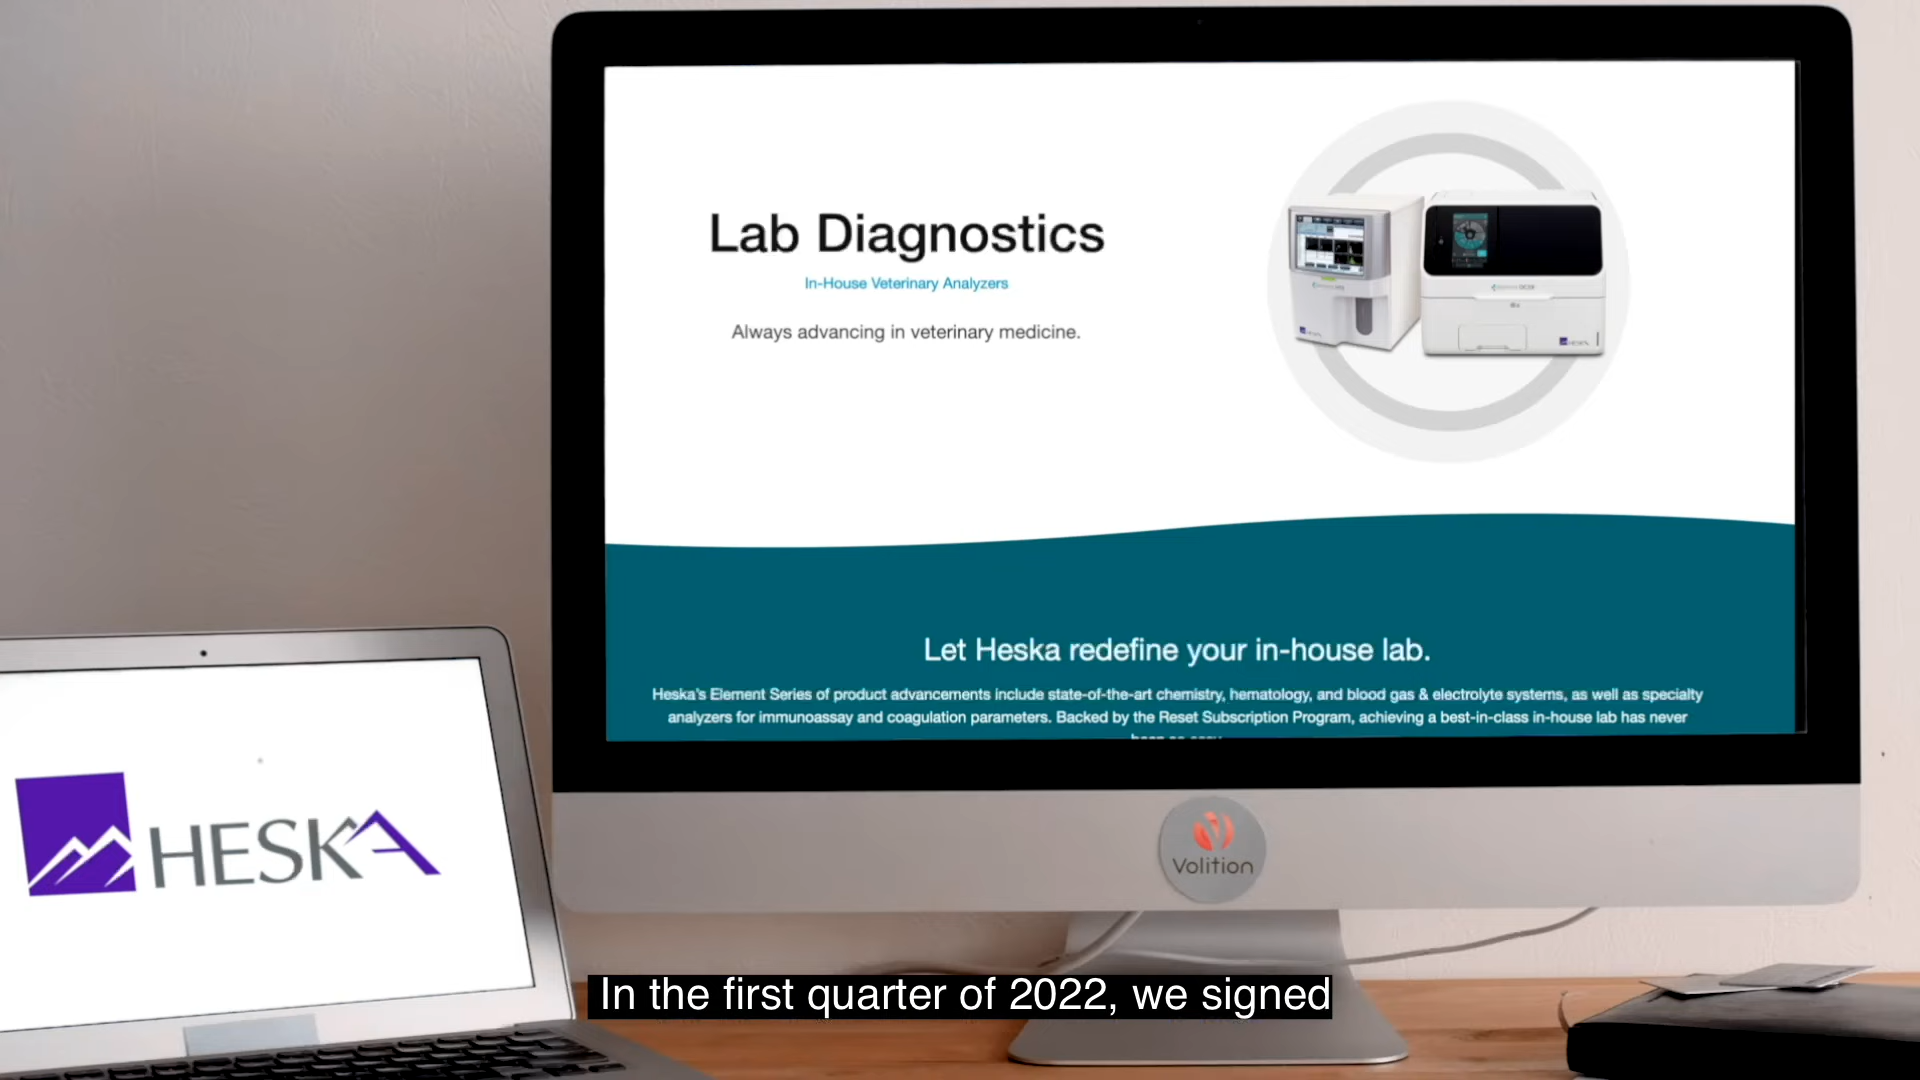 Lab Diagnostics
In-House Veterinary Analyzers
Always advancing in veterinary medicine.
HESKA
Let Heska redefine your in-house lab.
Heska's Element Series of product advancements include state-of-the-art chemistry, hematology, and blood gas & electrolyte systems, as well as specialty
analyzers for immunoassay and coagulation parameters. Backed by the Reset Subscription Program, achieving a best-in-class in-house lab has never
HESKA
Volition
In the first quarter of 2022, we signed